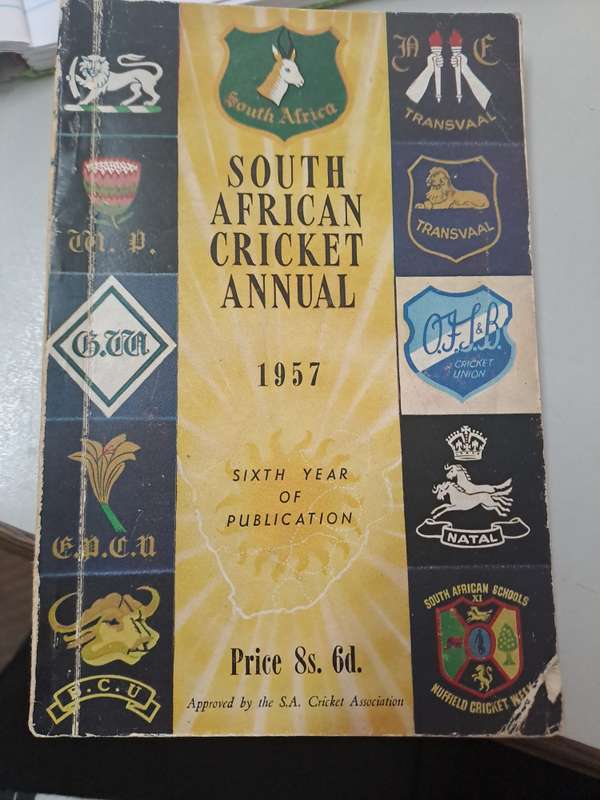 South Africa
SOUTH
AFRICAN
CRICKET
ANNUAL
1957
SIXTH YEAR
OF
PUBLICATION
Price 8s. 6d.
Approved by the S.A. Cricket Association
W. P.
G.W.
E.P.C.U
B.C.U
N E
TRANSVAAL
TRANSVAAL
O.F.S.&B.
CRICKET
UNION
NATAL
SOUTH AFRICAN SCHOOLS
XI
NUFFIELD CRICKET WEEK